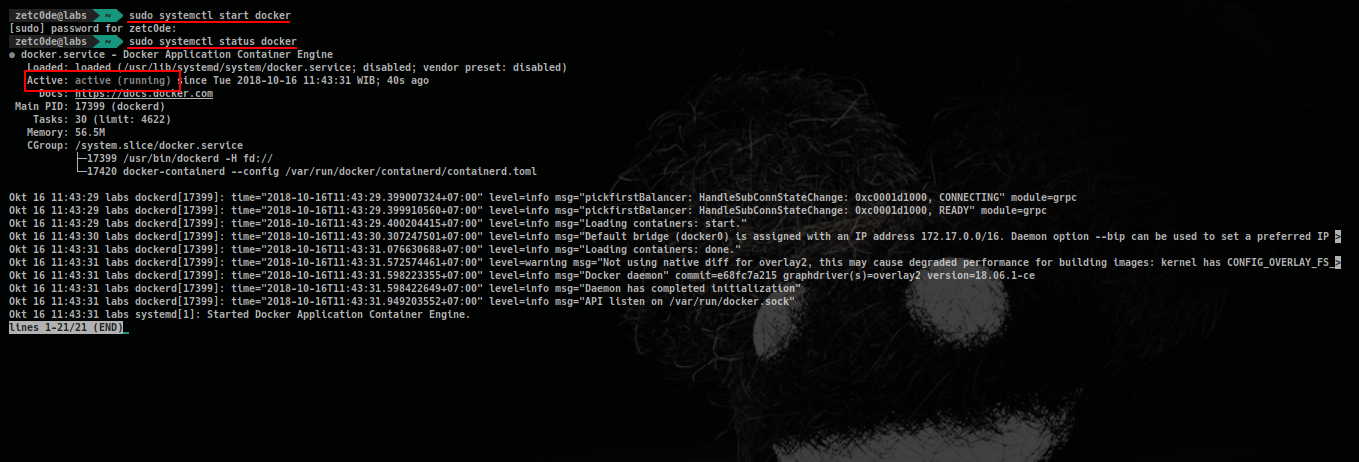 zetc0de@labs ~ sudo systemctl start docker
[sudo] password for zetc0de:
zetc0de@labs ~ sudo systemctl status docker
● docker.service - Docker Application Container Engine
Loaded: loaded (/usr/lib/systemd/system/docker.service; disabled; vendor preset: disabled)
Active: active (running) since Tue 2018-10-16 11:43:31 WIB; 40s ago
Docs: https://docs.docker.com
Main PID: 17399 (dockerd)
Tasks: 30 (limit: 4622)
Memory: 56.5M
CGroup: /system.slice/docker.service
├─17399 /usr/bin/dockerd -H fd://
└─17420 docker-containerd --config /var/run/docker/containerd/containerd.toml
Okt 16 11:43:29 labs dockerd[17399]: time="2018-10-16T11:43:29.399007324+07:00" level=info msg="pickfirstBalancer: HandleSubConnStateChange: 0xc0001d1000, CONNECTING" module=grpc
Okt 16 11:43:29 labs dockerd[17399]: time="2018-10-16T11:43:29.399910560+07:00" level=info msg="pickfirstBalancer: HandleSubConnStateChange: 0xc0001d1000, READY" module=grpc
Okt 16 11:43:29 labs dockerd[17399]: time="2018-10-16T11:43:29.400204415+07:00" level=info msg="Loading containers: start."
Okt 16 11:43:30 labs dockerd[17399]: time="2018-10-16T11:43:30.307247501+07:00" level=info msg="Default bridge (docker0) is assigned with an IP address 172.17.0.0/16. Daemon option --bip can be used to set a preferred IP >
Okt 16 11:43:31 labs dockerd[17399]: time="2018-10-16T11:43:31.076630688+07:00" level=info msg="Loading containers: done."
Okt 16 11:43:31 labs dockerd[17399]: time="2018-10-16T11:43:31.572574461+07:00" level=warning msg="Not using native diff for overlay2, this may cause degraded performance for building images: kernel has CONFIG_OVERLAY_FS_>
Okt 16 11:43:31 labs dockerd[17399]: time="2018-10-16T11:43:31.598223355+07:00" level=info msg="Docker daemon" commit=e68fc7a215 graphdriver(s)=overlay2 version=18.06.1-ce
Okt 16 11:43:31 labs dockerd[17399]: time="2018-10-16T11:43:31.598422649+07:00" level=info msg="Daemon has completed initialization"
Okt 16 11:43:31 labs dockerd[17399]: time="2018-10-16T11:43:31.949203552+07:00" level=info msg="API listen on /var/run/docker.sock"
Okt 16 11:43:31 labs systemd[1]: Started Docker Application Container Engine.
lines 1-21/21 (END)